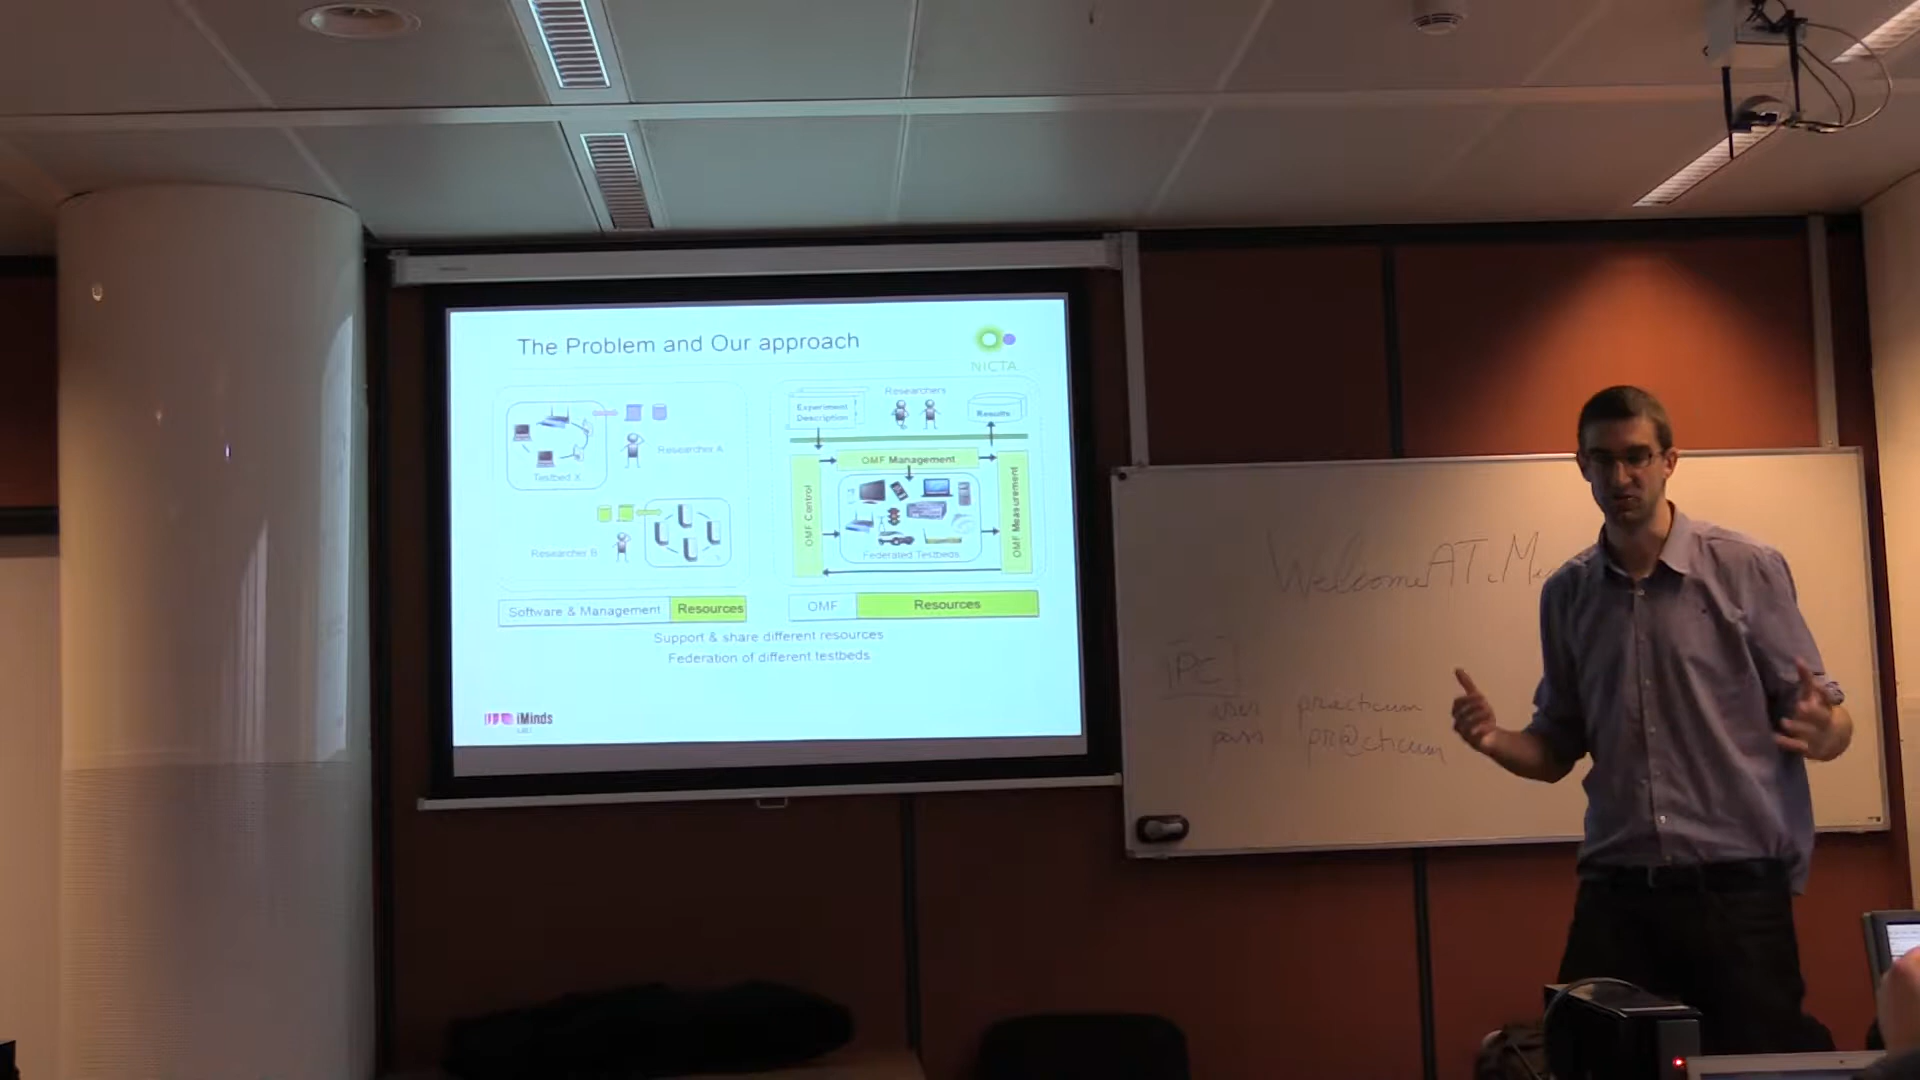 The Problem and Our approach
NICTA
Testbed X
Researcher A
Researcher B
Software & Management
Resources
Researchers
Experiment
Description
Results
OMF Management
OMF Control
OMF Measurement
Federated Testbeds
OMF
Resources
Support & share different resources
Federation of different testbeds
iMinds
Welcome AT
iPC
user practicum
pass pr@cticum